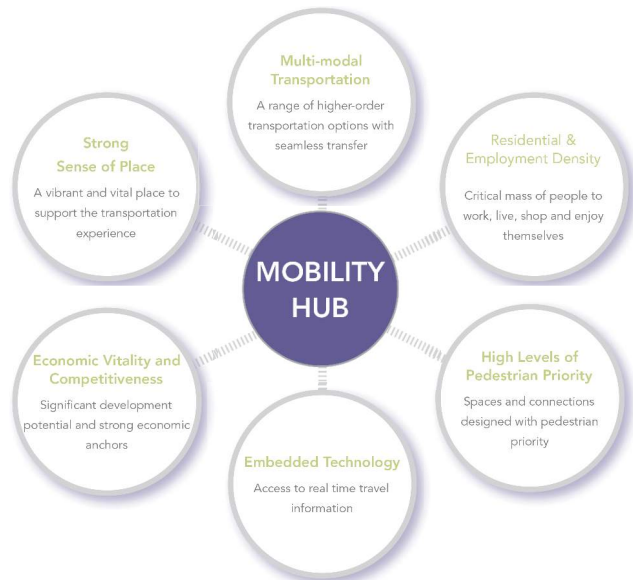 Multi-modal
Transportation
A range of higher-order
transportation options with
seamless transfer
Strong
Sense of Place
A vibrant and vital place to
support the transportation
experience
Residential &
Employment Density
Critical mass of people to
work, live, shop and enjoy
themselves
MOBILITY
HUB
Economic Vitality and
Competitiveness
Significant development
potential and strong economic
anchors
High Levels of
Pedestrian Priority
Spaces and connections
designed with pedestrian
priority
Embedded Technology
Access to real time travel
information